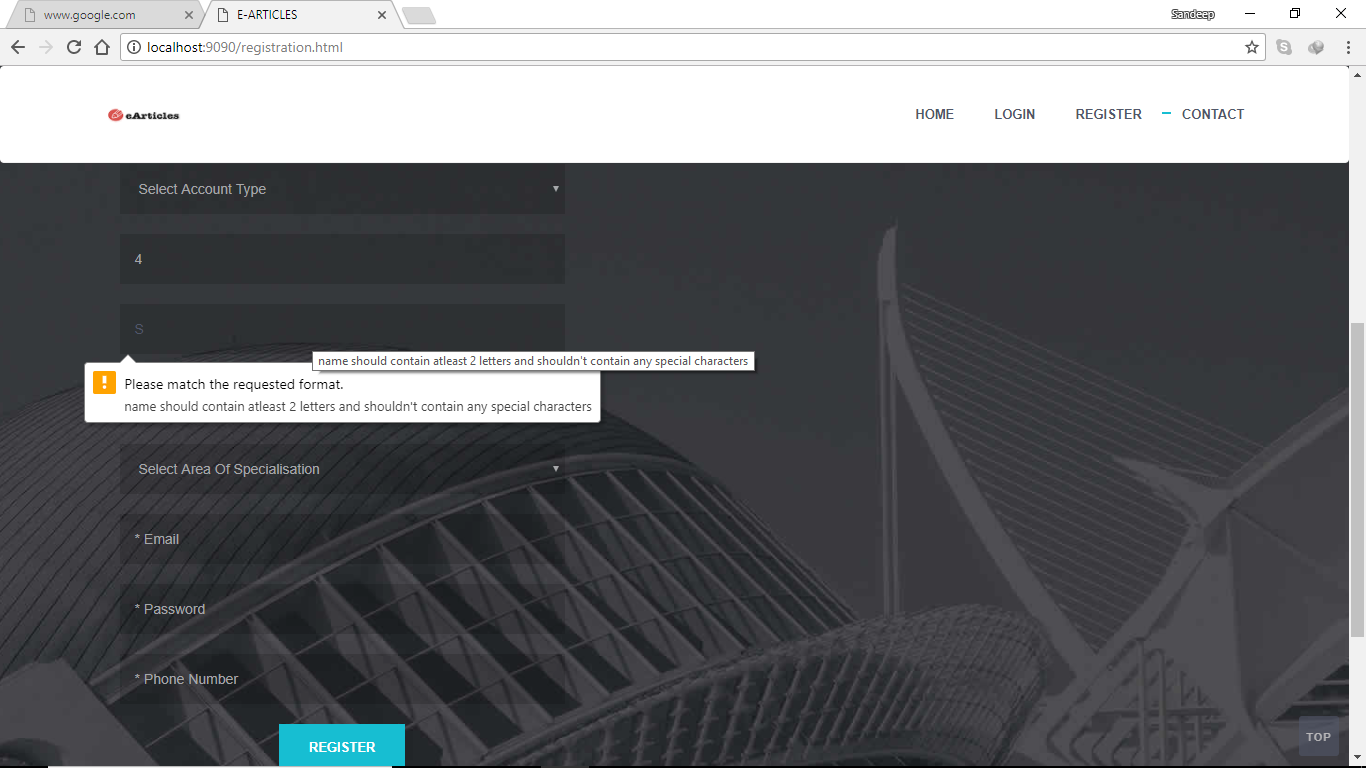 www.google.com
E-ARTICLES
Sandeep
localhost:9090/registration.html
eArticles
HOME
LOGIN
REGISTER
CONTACT
Select Account Type
4
S
name should contain atleast 2 letters and shouldn't contain any special characters
Please match the requested format.
name should contain atleast 2 letters and shouldn't contain any special characters
Select Area Of Specialisation
* Email
* Password
* Phone Number
REGISTER
TOP